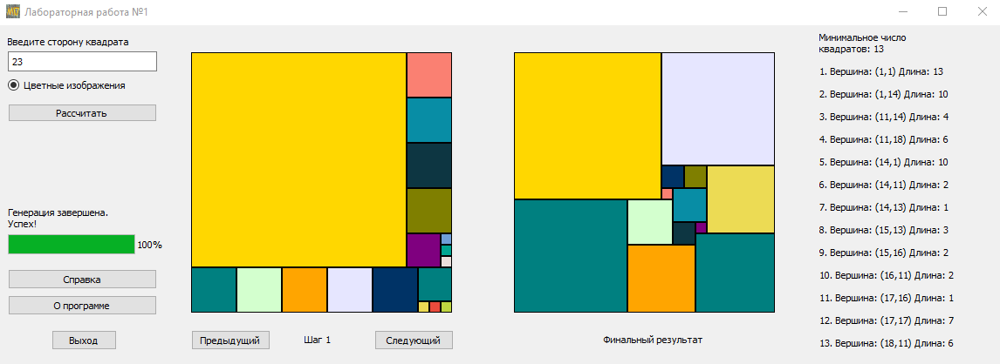 Лабораторная работа №1
Введите сторону квадрата
23
Цветные изображения
Рассчитать
Генерация завершена.
Успех!
100%
Справка
О программе
Выход
Предыдущий
Шаг 1
Следующий
Финальный результат
Минимальное число
квадратов: 13
1. Вершина: (1,1) Длина: 13
2. Вершина: (1,14) Длина: 10
3. Вершина: (11,14) Длина: 4
4. Вершина: (11,18) Длина: 6
5. Вершина: (14,1) Длина: 10
6. Вершина: (14,11) Длина: 2
7. Вершина: (14,13) Длина: 1
8. Вершина: (15,13) Длина: 3
9. Вершина: (15,16) Длина: 2
10. Вершина: (16,11) Длина: 2
11. Вершина: (17,16) Длина: 1
12. Вершина: (17,17) Длина: 7
13. Вершина: (18,11) Длина: 6